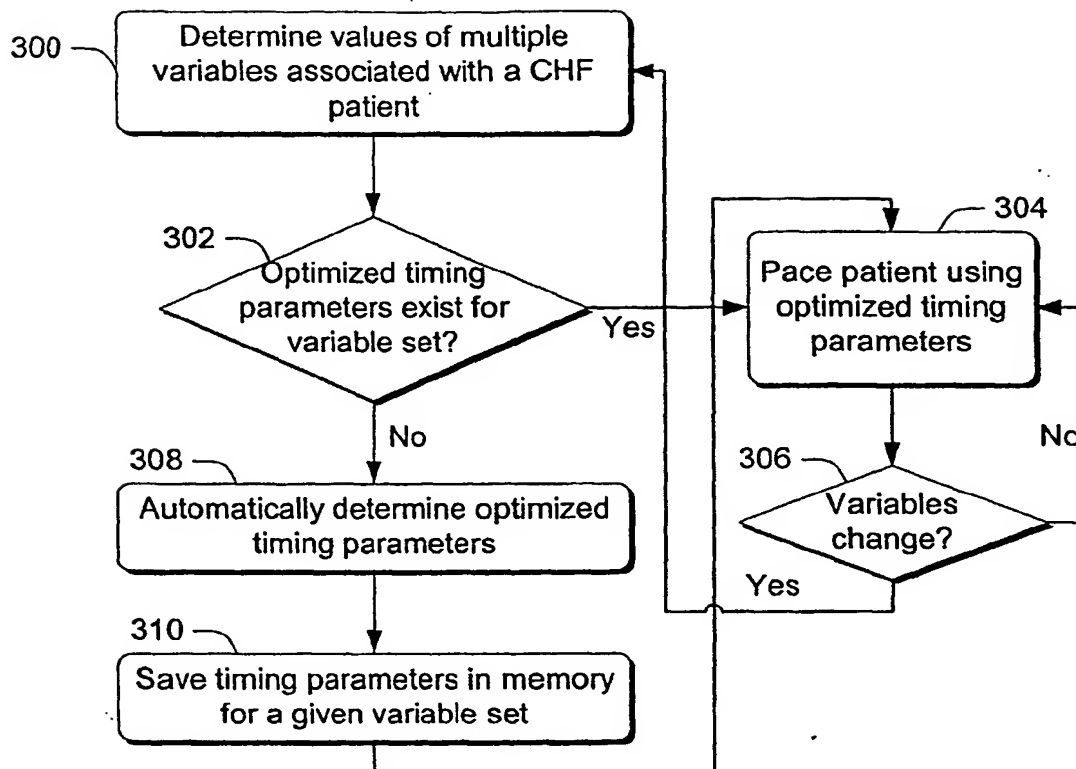 300
Determine values of multiple
variables associated with a CHF
patient
302
Optimized timing
parameters exist for
variable set?
Yes
No
304
Pace patient using
optimized timing
parameters
306
Variables
change?
No
Yes
308
Automatically determine optimized
timing parameters
310
Save timing parameters in memory
for a given variable set